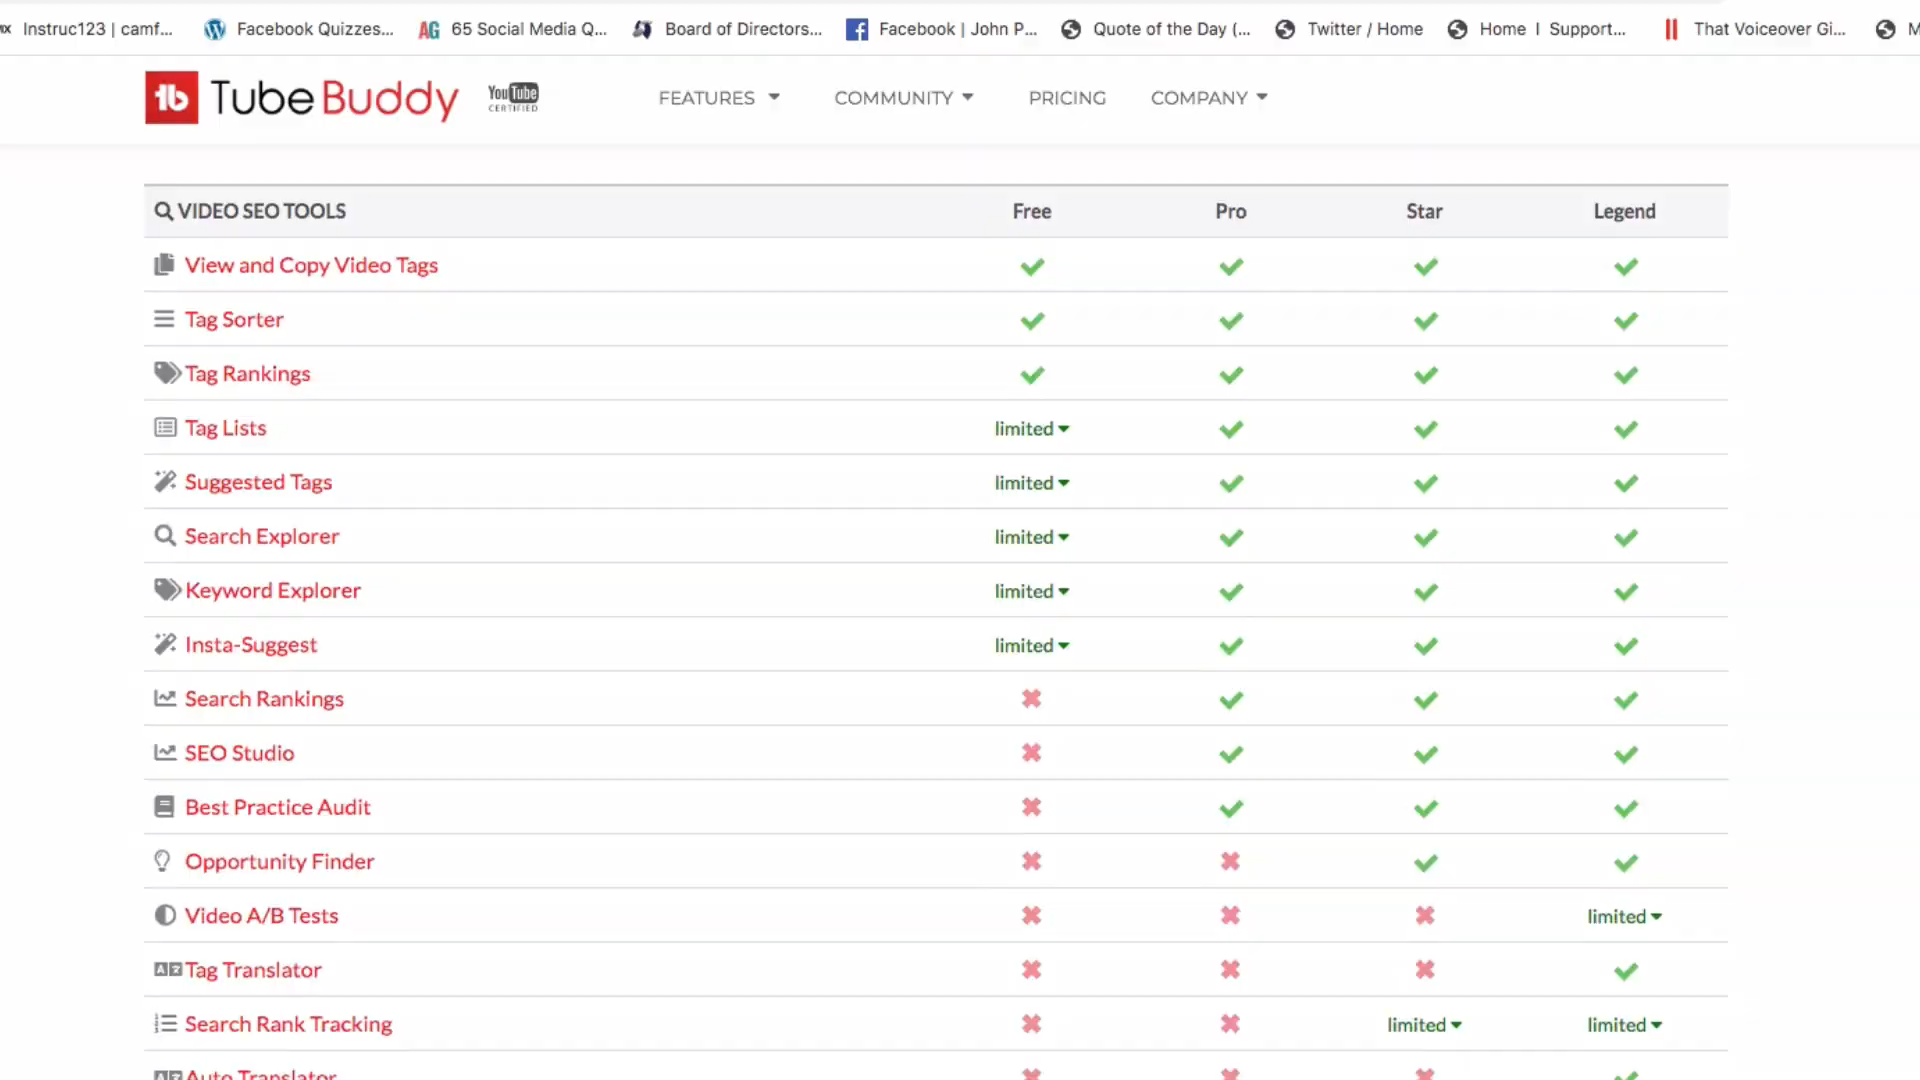 Instruc123 | camf... Facebook Quizzes... AG 65 Social Media Q... Board of Directors... Facebook | John P... Quote of the Day (... Twitter / Home Home I Support... That Voiceover Gi... M
tb TubeBuddy YouTube CERTIFIED FEATURES COMMUNITY PRICING COMPANY
VIDEO SEO TOOLS Free Pro Star Legend
View and Copy Video Tags
Tag Sorter
Tag Rankings
Tag Lists limited
Suggested Tags limited
Search Explorer limited
Keyword Explorer limited
Insta-Suggest limited
Search Rankings
SEO Studio
Best Practice Audit
Opportunity Finder
Video A/B Tests limited
Tag Translator
Search Rank Tracking limited limited
Auto Translator